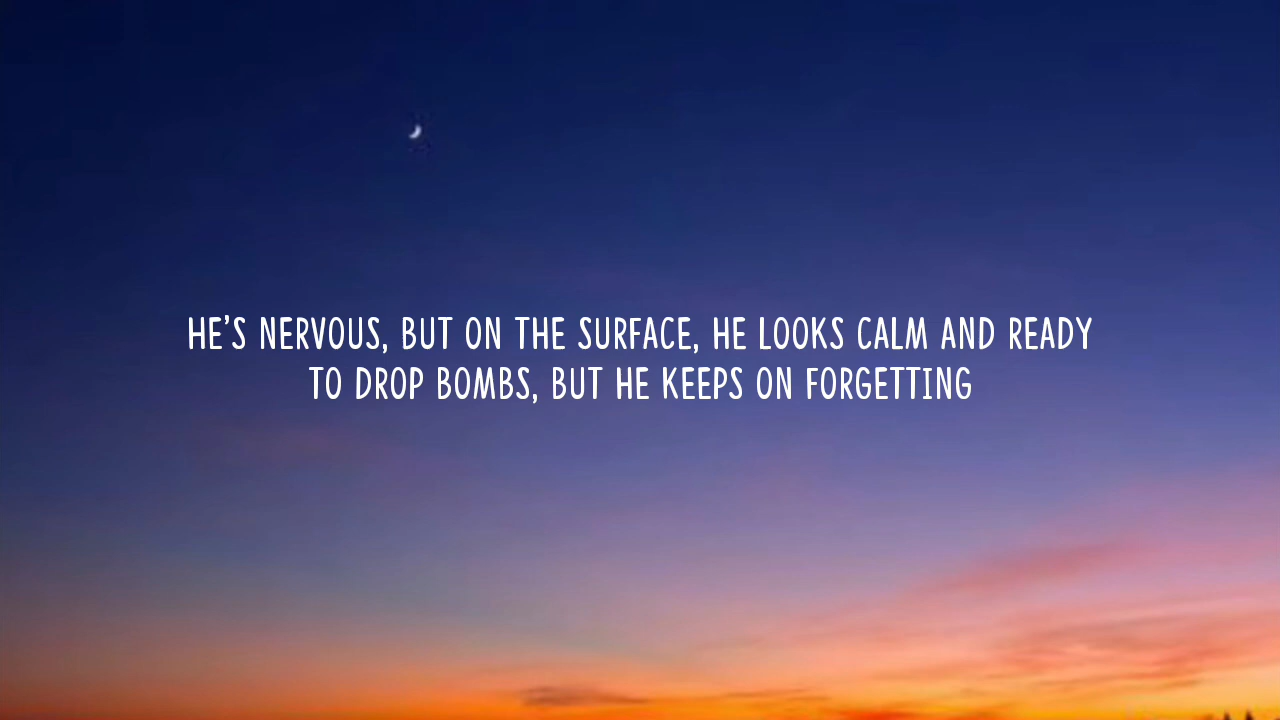 HE'S NERVOUS, BUT ON THE SURFACE, HE LOOKS CALM AND READY
TO DROP BOMBS, BUT HE KEEPS ON FORGETTING